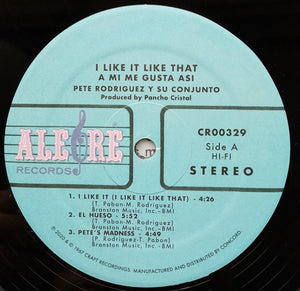 I LIKE IT LIKE THAT
A MI ME GUSTA ASI
PETE RODRIGUEZ Y SU CONJUNTO
Produced by Pancho Cristal
ALEGRE
RECORDS
CR00329
Side A
HI-FI
STEREO
1. I LIKE IT (I LIKE IT LIKE THAT) - 4:26
(T. Pabon-M. Rodriguez)
Branston Music, Inc.-BMI
2. EL HUESO - 5:52
(T. Pabon-M. Rodriguez)
Branston Music, Inc.-BMI
3. PETE'S MADNESS - 4:49
(P. Rodriguez-T. Pabon)
Branston Music, Inc.-BMI
℗ 2020 & © 1967 CRAFT RECORDINGS. MANUFACTURED AND DISTRIBUTED BY CONCORD.